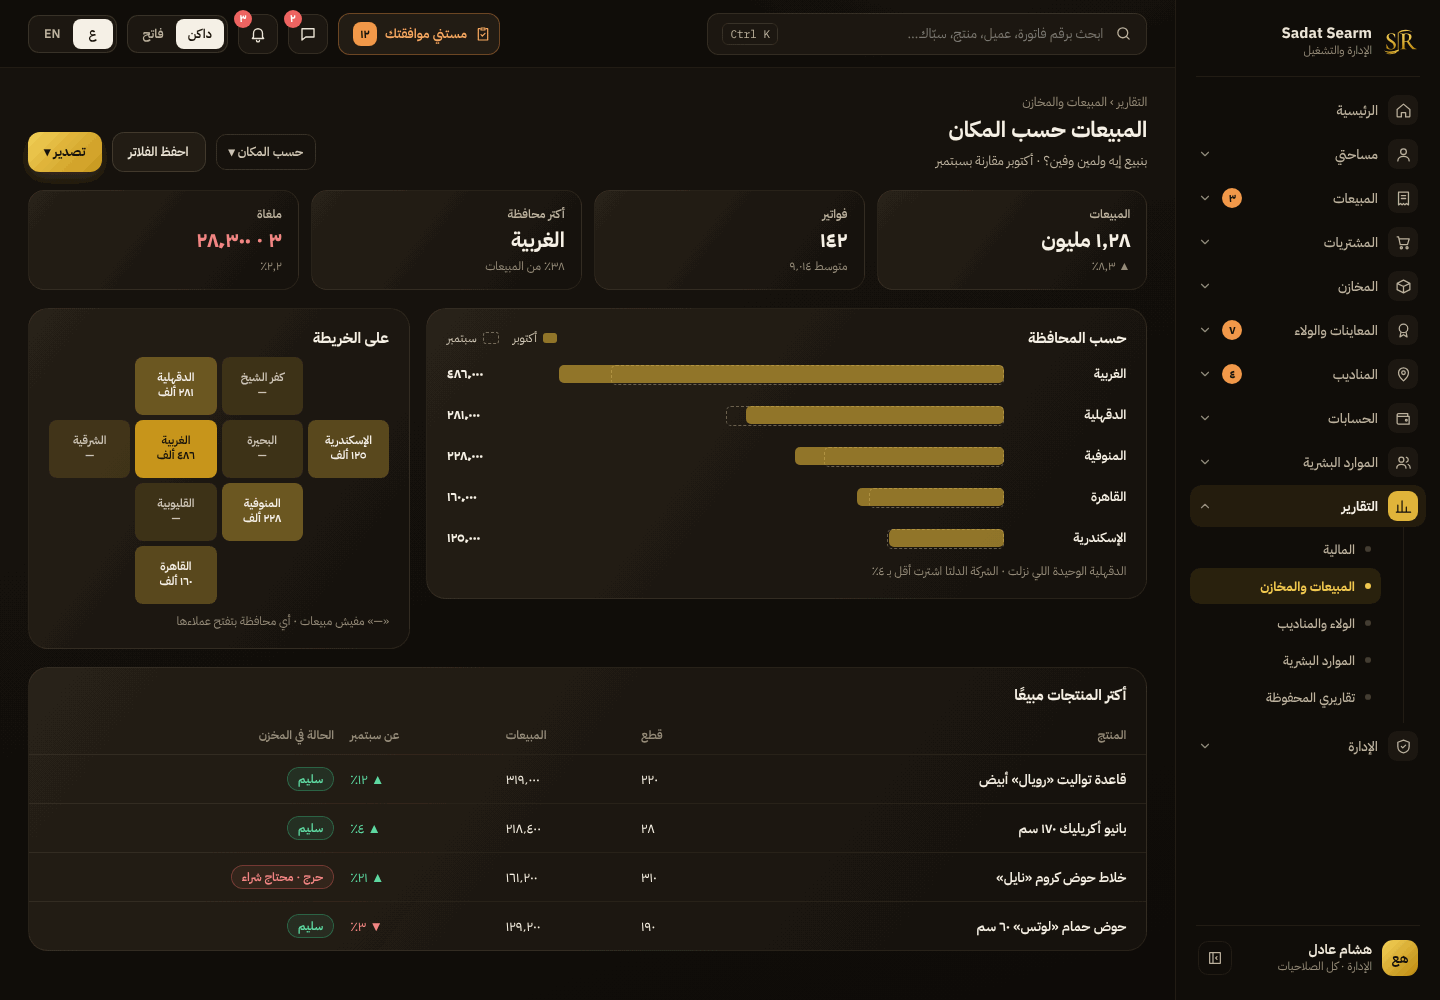 Sadat Searm
الإدارة والتشغيل
SR
الرئيسية
مساحتي
المبيعات
٣
المشتريات
المخازن
المعاينات والولاء
٧
المناديب
٤
الحسابات
الموارد البشرية
التقارير
المالية
المبيعات والمخازن
الولاء والمناديب
الموارد البشرية
تقاريري المحفوظة
الإدارة
هع
هشام عادل
الإدارة · كل الصلاحيات
ابحث برقم فاتورة، عميل، منتج، سبّاك...
Ctrl K
مستني موافقتك ١٢
٢
٣
داكن
فاتح
ع
EN
التقارير › المبيعات والمخازن
المبيعات حسب المكان
بنبيع إيه ولمين وفين؟ · أكتوبر مقارنة بسبتمبر
حسب المكان ▾
احفظ الفلاتر
تصدير ▾
المبيعات
١,٢٨ مليون
▲ ٨,٣٪
فواتير
١٤٢
متوسط ٩,٠١٤
أكتر محافظة
الغربية
٣٨٪ من المبيعات
ملغاة
٣ · ٢٨,٣٠٠
٢,٢٪
حسب المحافظة
أكتوبر
سبتمبر
الغربية ٤٨٦,٠٠٠
الدقهلية ٢٨١,٠٠٠
المنوفية ٢٢٨,٠٠٠
القاهرة ١٦٠,٠٠٠
الإسكندرية ١٢٥,٠٠٠
الدقهلية الوحيدة اللي نزلت · الشركة الدلتا اشترت أقل بـ ٤٪
على الخريطة
كفر الشيخ
—
الدقهلية
٢٨١ ألف
الإسكندرية
١٢٥ ألف
البحيرة
—
الغربية
٤٨٦ ألف
الشرقية
—
المنوفية
٢٢٨ ألف
القليوبية
—
القاهرة
١٦٠ ألف
«—» مفيش مبيعات · أي محافظة بتفتح عملاءها
أكتر المنتجات مبيعًا
المنتج قطع المبيعات عن سبتمبر الحالة في المخزن
قاعدة تواليت «رويال» أبيض ٢٢٠ ٣١٩,٠٠٠ ▲ ١٢٪ سليم
بانيو أكريليك ١٧٠ سم ٢٨ ٢١٨,٤٠٠ ▲ ٤٪ سليم
خلاط حوض كروم «نايل» ٣١٠ ١٦١,٢٠٠ ▲ ٢١٪ حرج · محتاج شراء
حوض حمام «لوتس» ٦٠ سم ١٩٠ ١٢٩,٢٠٠ ▼ ٣٪ سليم